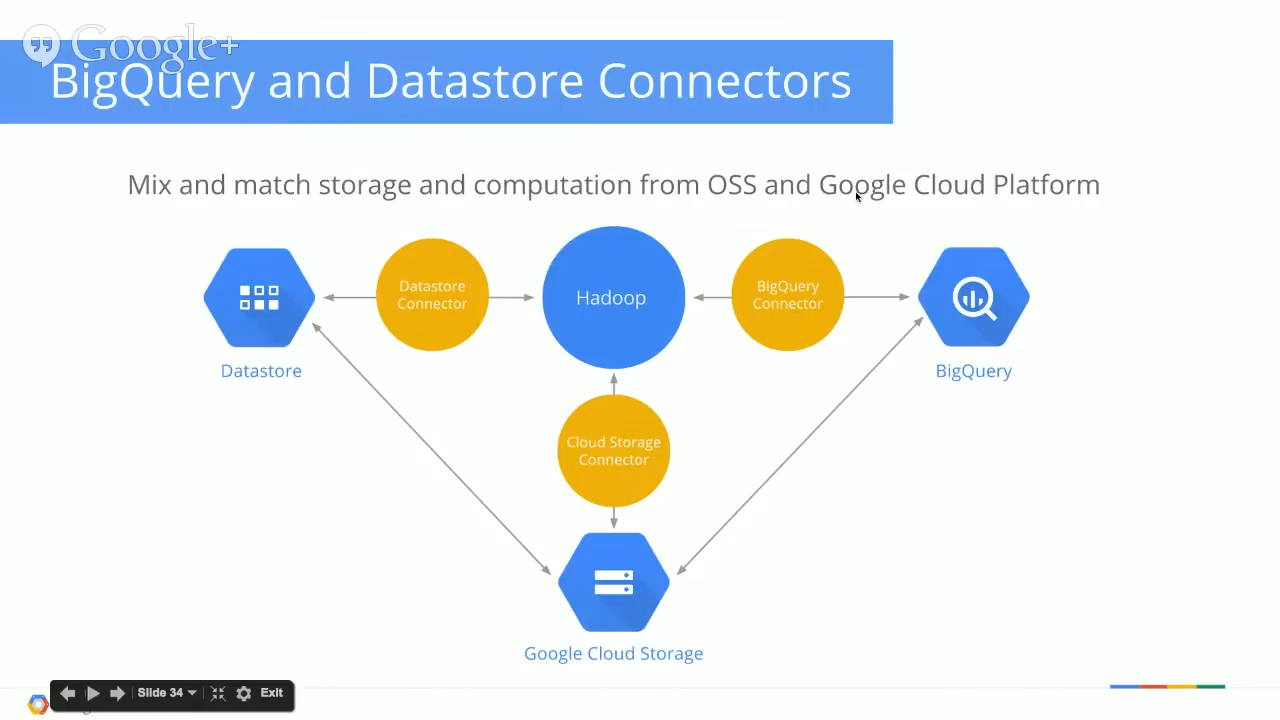 Google+
BigQuery and Datastore Connectors
Mix and match storage and computation from OSS and Google Cloud Platform
Datastore
Connector
Hadoop
BigQuery
Connector
Datastore
BigQuery
Cloud Storage
Connector
Google Cloud Storage
Slide 34
Exit